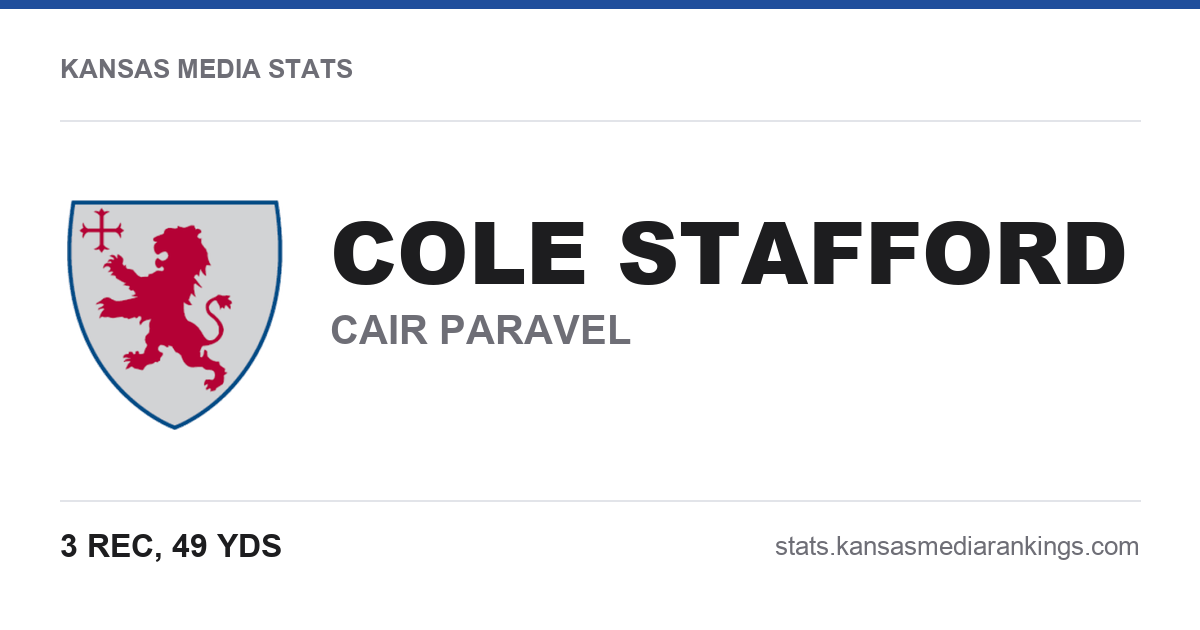 KANSAS MEDIA STATS
COLE STAFFORD
CAIR PARAVEL
3 REC, 49 YDS
stats.kansasmediarankings.com